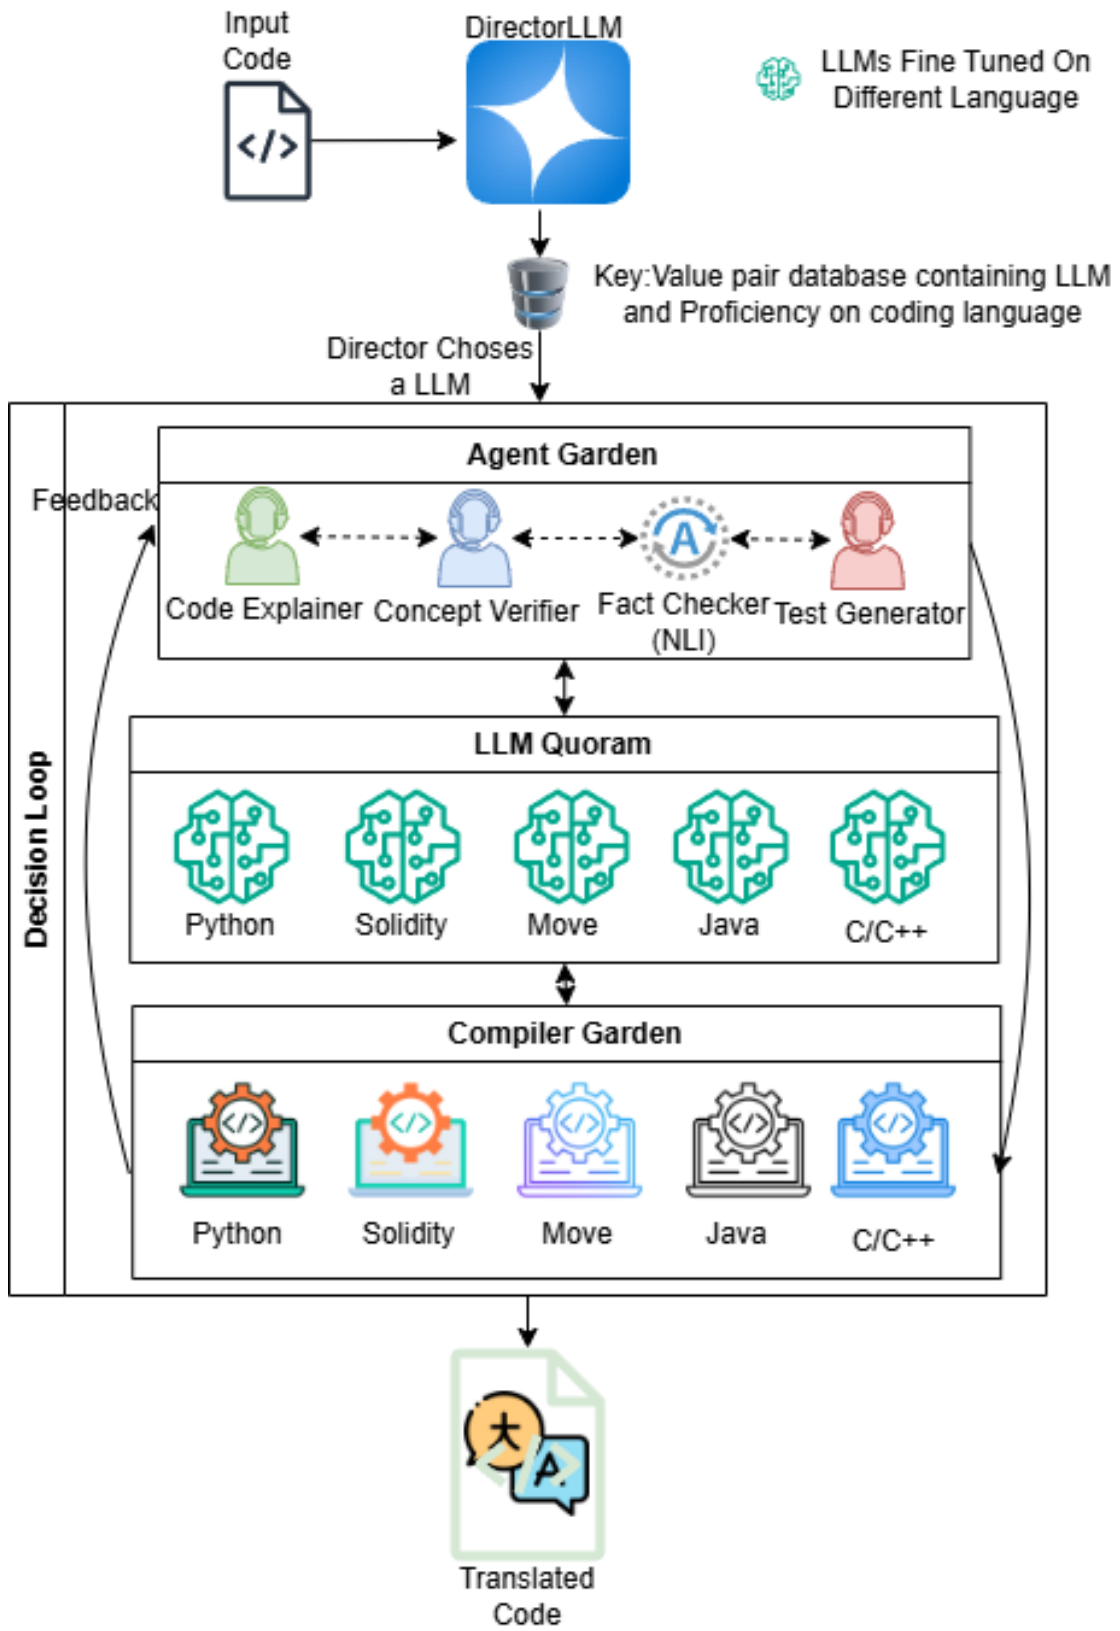 Input
Code
DirectorLLM
LLMs Fine Tuned On
Different Language
</>
Key:Value pair database containing LLM
and Proficiency on coding language
Director Choses
a LLM
Agent Garden
Feedback
A
Code Explainer
Concept Verifier
Fact Checker
(NLI)
Test Generator
Decision Loop
LLM Quoram
Python
Solidity
Move
Java
C/C++
Compiler Garden
</>
</>
</>
</>
</>
Python
Solidity
Move
Java
C/C++
大
</>
A
Translated
Code